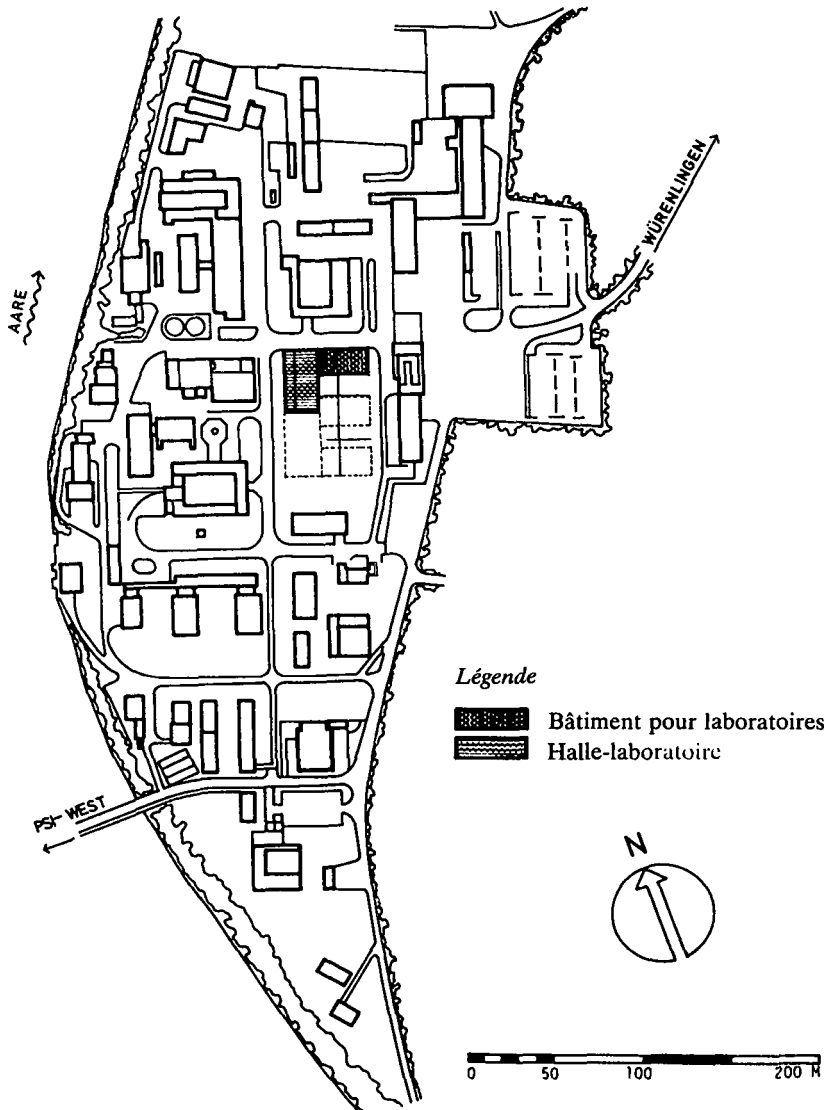 WÜRENLINGEN
AARE
Légende
Bâtiment pour laboratoires
Halle-laboratoire
PSI-WEST
N
0 50 100 200 M